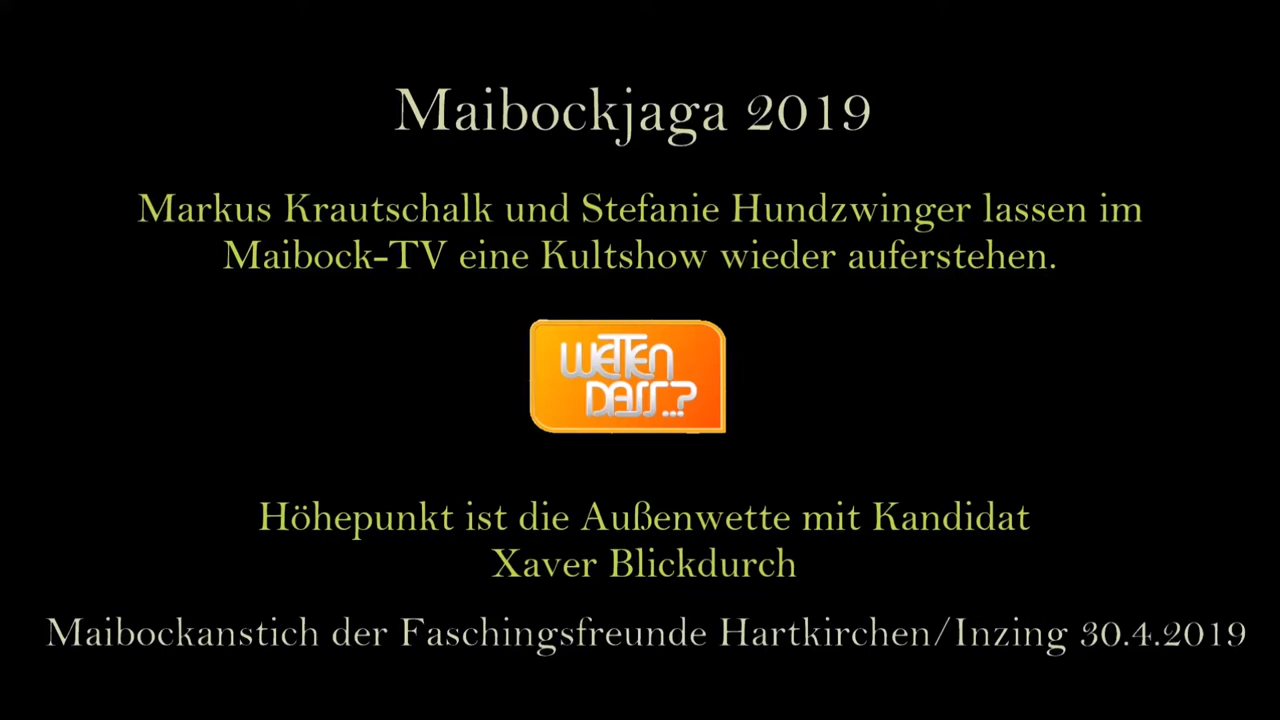 Maibockjaga 2019
Markus Krautschalk und Stefanie Hundzwinger lassen im
Maibock-TV eine Kultshow wieder auferstehen.
WETTEN
DASS..?
Höhepunkt ist die Außenwette mit Kandidat
Xaver Blickdurch
Maibockanstich der Faschingsfreunde Hartkirchen/Inzing 30.4.2019